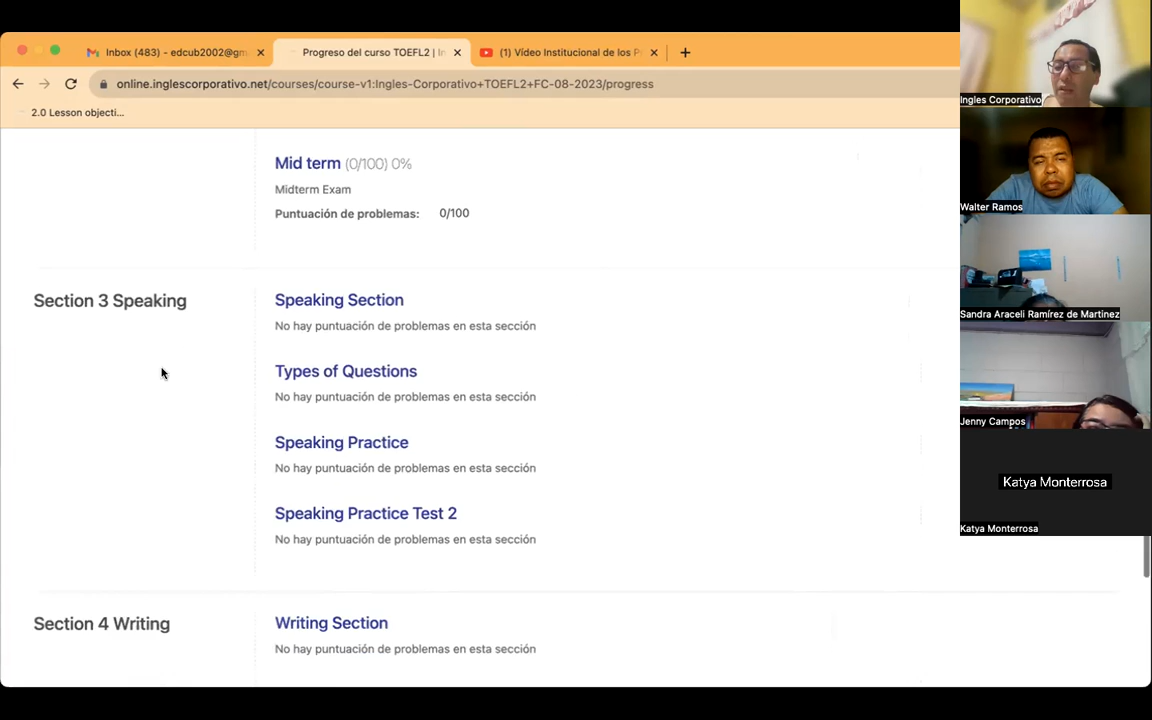 Inbox (483) - edcub2002@gm
Progreso del curso TOEFL2 | In
(1) Vídeo Institucional de los P
online.inglescorporativo.net/courses/course-v1:Ingles-Corporativo+TOEFL2+FC-08-2023/progress
2.0 Lesson objecti...
Mid term (0/100) 0%
Midterm Exam
Puntuación de problemas: 0/100
Section 3 Speaking
Speaking Section
No hay puntuación de problemas en esta sección
Types of Questions
No hay puntuación de problemas en esta sección
Speaking Practice
No hay puntuación de problemas en esta sección
Speaking Practice Test 2
No hay puntuación de problemas en esta sección
Section 4 Writing
Writing Section
No hay puntuación de problemas en esta sección
Ingles Corporativo
Walter Ramos
Sandra Araceli Ramírez de Martinez
Jenny Campos
Katya Monterrosa
Katya Monterrosa